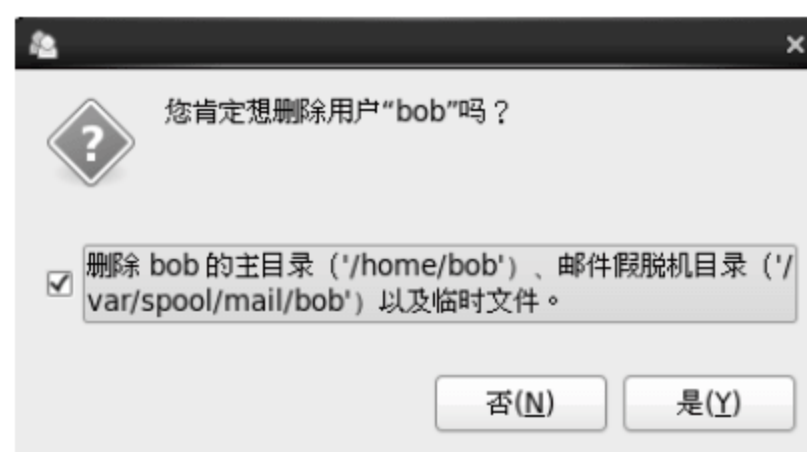 您肯定想删除用户“bob”吗？
?
删除 bob 的主目录（'/home/bob'）、邮件假脱机目录（'/
var/spool/mail/bob'）以及临时文件。
否(N) 是(Y)